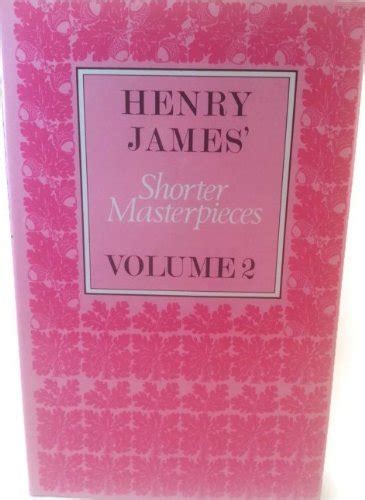 HENRY
JAMES'
Shorter
Masterpieces
VOLUME 2